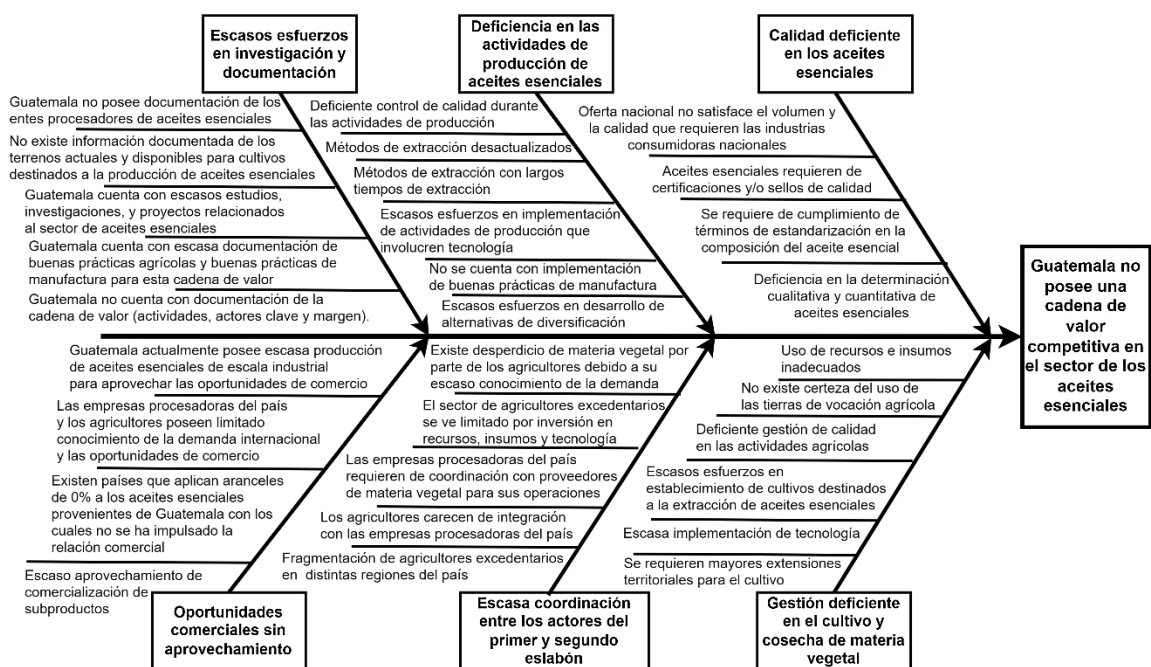 Escasos esfuerzos
en investigación y
documentación
Guatemala no posee documentación de los
entes procesadores de aceites esenciales
No existe información documentada de los
terrenos actuales y disponibles para cultivos
destinados a la producción de aceites esenciales
Guatemala cuenta con escasos estudios,
investigaciones, y proyectos relacionados
al sector de aceites esenciales
Guatemala cuenta con escasa documentación de
buenas prácticas agrícolas y buenas prácticas de
manufactura para esta cadena de valor
Guatemala no cuenta con documentación de la
cadena de valor (actividades, actores clave y margen).
Deficiencia en las
actividades de
producción de
aceites esenciales
Deficiente control de calidad durante
las actividades de producción
Métodos de extracción desactualizados
Métodos de extracción con largos
tiempos de extracción
Escasos esfuerzos en implementación
de actividades de producción que
involucren tecnología
No se cuenta con implementación
de buenas prácticas de manufactura
Escasos esfuerzos en desarrollo de
alternativas de diversificación
Calidad deficiente
en los aceites
esenciales
Oferta nacional no satisface el volumen y
la calidad que requieren las industrias
consumidoras nacionales
Aceites esenciales requieren de
certificaciones y/o sellos de calidad
Se requiere de cumplimiento de
términos de estandarización en la
composición del aceite esencial
Deficiencia en la determinación
cualitativa y cuantitativa de
aceites esenciales
Guatemala no
posee una
cadena de
valor
competitiva en
el sector de los
aceites
esenciales
Guatemala actualmente posee escasa producción
de aceites esenciales de escala industrial
para aprovechar las oportunidades de comercio
Las empresas procesadoras del país
y los agricultores poseen limitado
conocimiento de la demanda internacional
y las oportunidades de comercio
Existen países que aplican aranceles
de 0% a los aceites esenciales
provenientes de Guatemala con los
cuales no se ha impulsado la
relación comercial
Escaso aprovechamiento de
comercialización de
subproductos
Oportunidades
comerciales sin
aprovechamiento
Existe desperdicio de materia vegetal por
parte de los agricultores debido a su
escaso conocimiento de la demanda
El sector de agricultores excedentarios
se ve limitado por inversión en
recursos, insumos y tecnología
Las empresas procesadoras del país
requieren de coordinación con proveedores
de materia vegetal para sus operaciones
Los agricultores carecen de integración
con las empresas procesadoras del país
Fragmentación de agricultores excedentarios
en distintas regiones del país
Escasa coordinación
entre los actores del
primer y segundo
eslabón
Uso de recursos e insumos
inadecuados
No existe certeza del uso de
las tierras de vocación agrícola
Deficiente gestión de calidad
en las actividades agrícolas
Escasos esfuerzos en
establecimiento de cultivos destinados
a la extracción de aceites esenciales
Escasa implementación de tecnología
Se requieren mayores extensiones
territoriales para el cultivo
Gestión deficiente
en el cultivo y
cosecha de materia
vegetal